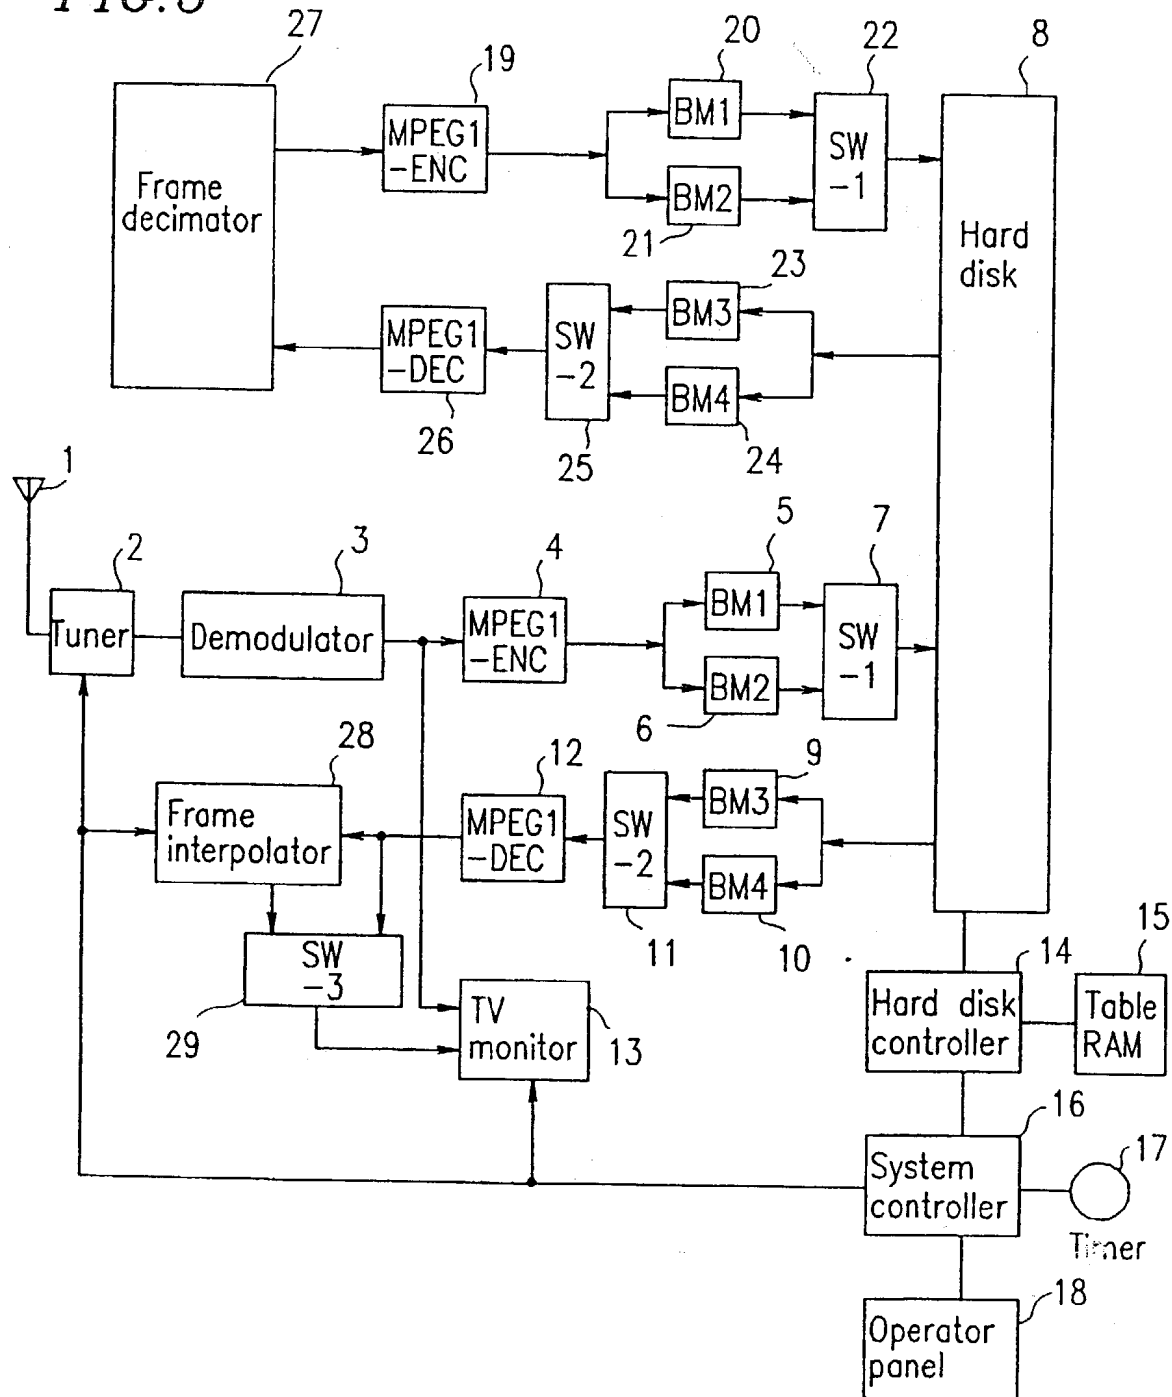 FIG. 5
27
19
20
22
8
Frame
decimator
MPEG1
-ENC
BM1
BM2
SW
-1
21
Hard
disk
23
MPEG1
-DEC
SW
-2
BM3
BM4
26
25
24
1
2
3
4
5
7
Tuner
Demodulator
MPEG1
-ENC
BM1
BM2
SW
-1
6
28
12
9
Frame
interpolator
MPEG1
-DEC
SW
-2
BM3
BM4
11
10
SW
-3
29
TV
monitor
13
14
15
Hard disk
controller
Table
RAM
16
17
System
controller
Timer
18
Operator
panel